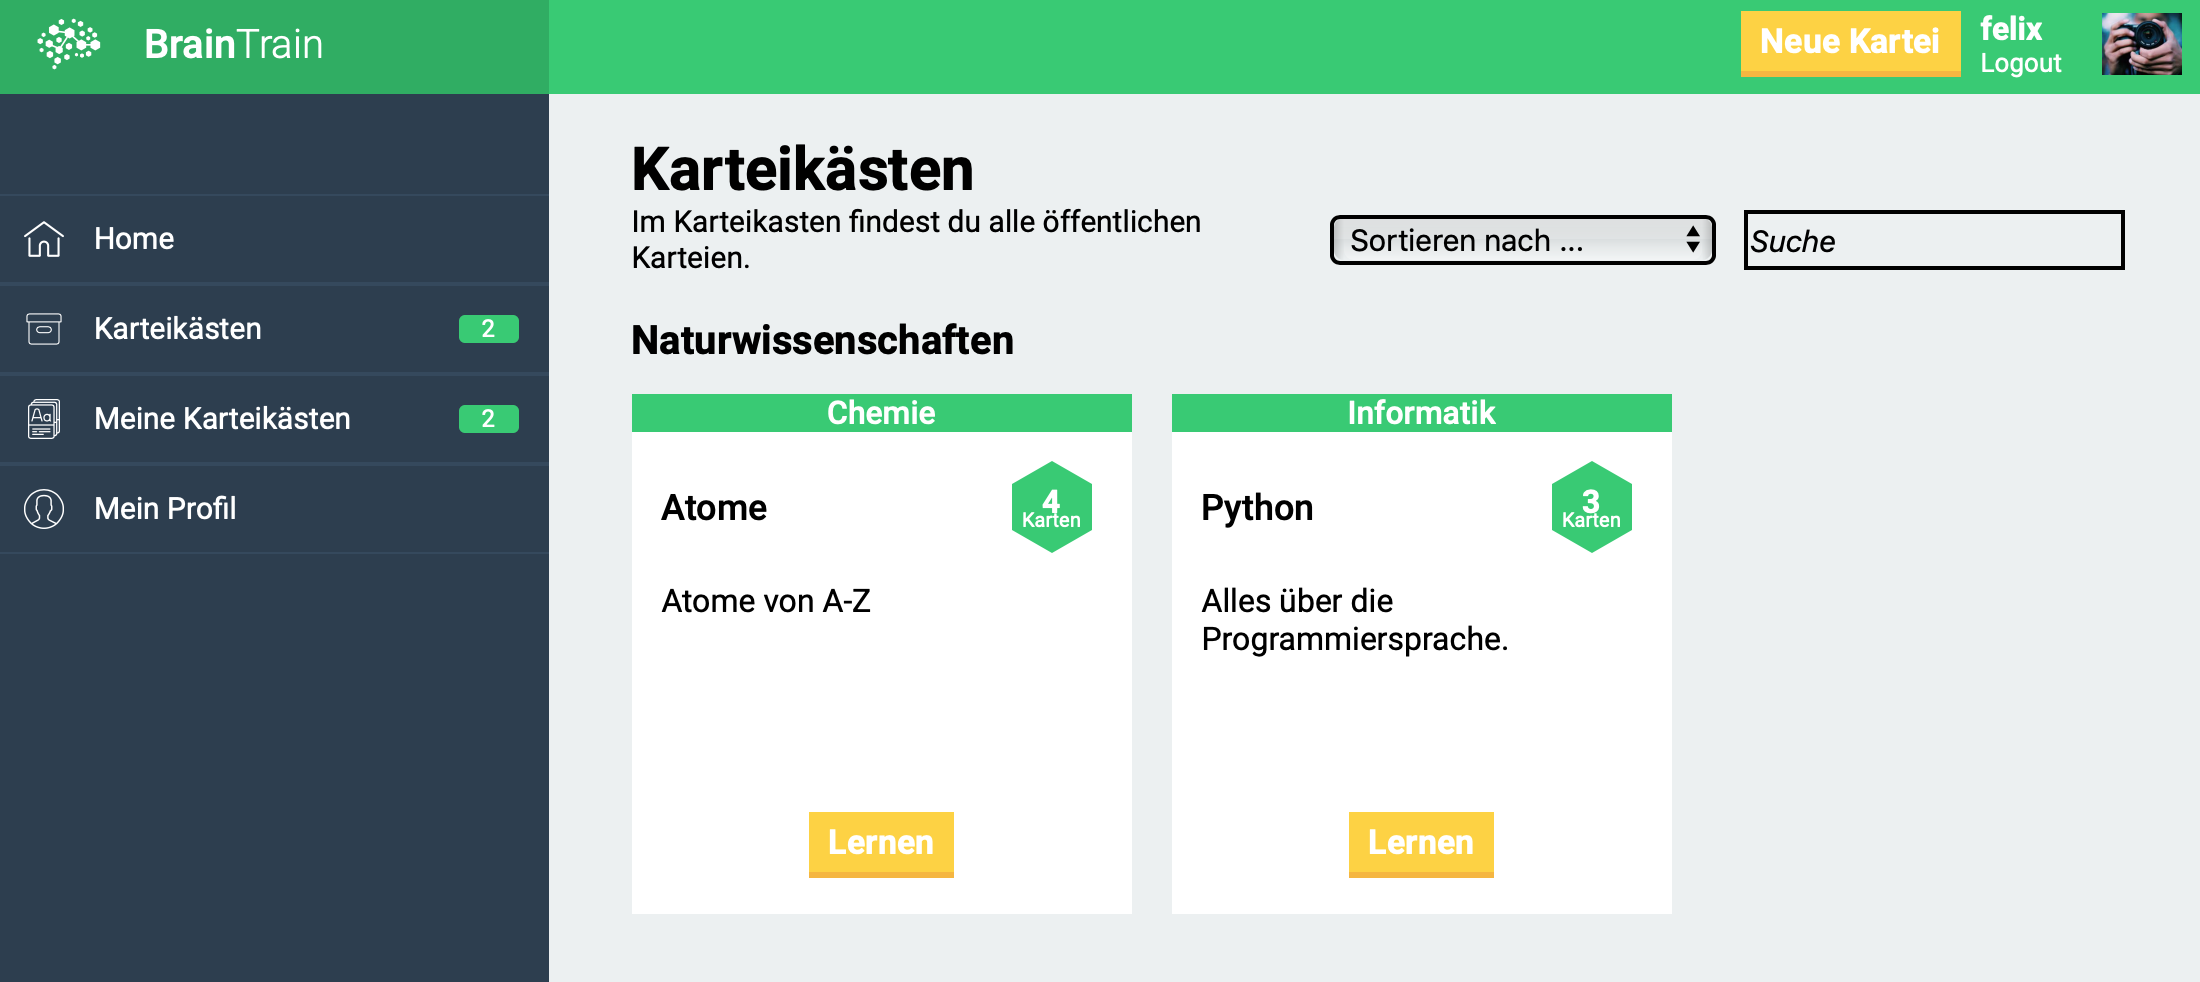 BrainTrain
Neue Kartei
felix
Logout
Home
Karteikästen 2
Meine Karteikästen 2
Mein Profil
Karteikästen
Im Karteikasten findest du alle öffentlichen
Karteien.
Sortieren nach ...
Suche
Naturwissenschaften
Chemie
Atome
4
Karten
Atome von A-Z
Lernen
Informatik
Python
3
Karten
Alles über die
Programmiersprache.
Lernen